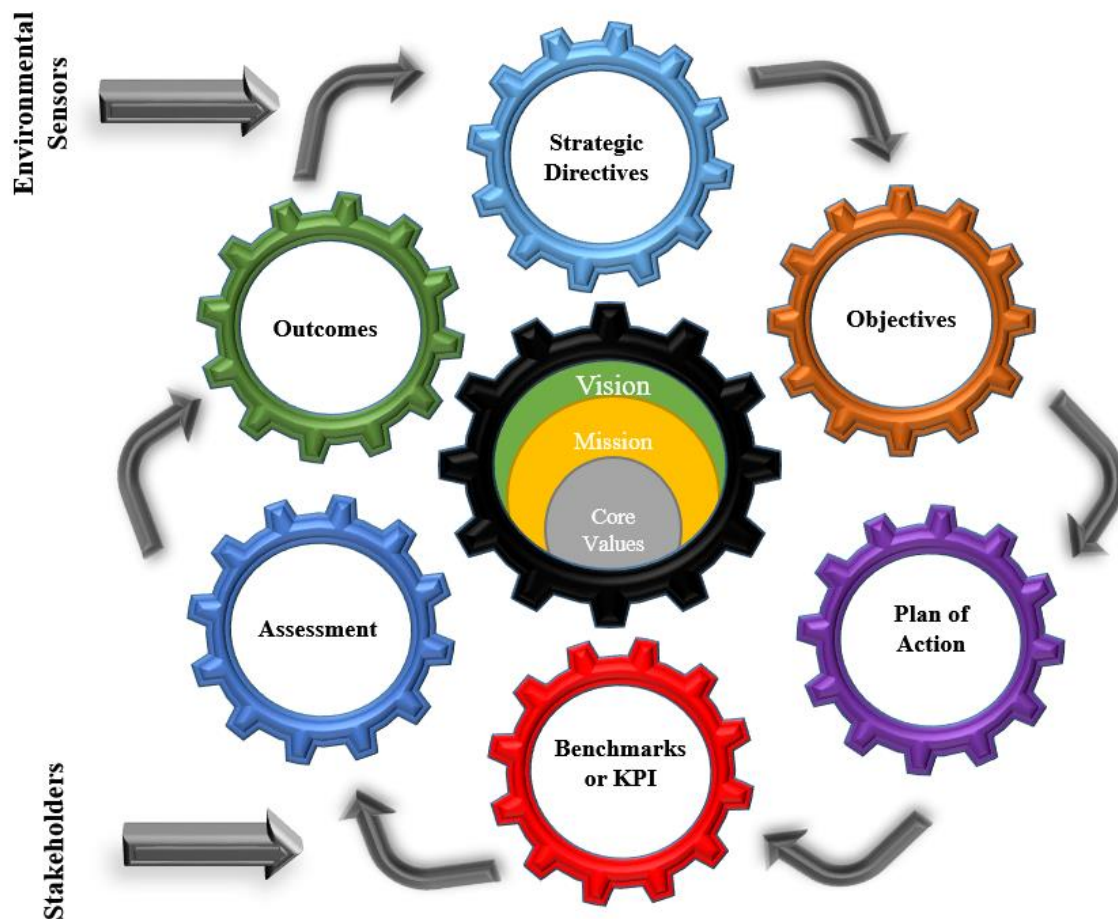 Environmental
Sensors
Strategic
Directives
Outcomes
Objectives
Vision
Mission
Core
Values
Assessment
Plan of
Action
Benchmarks
or KPI
Stakeholders